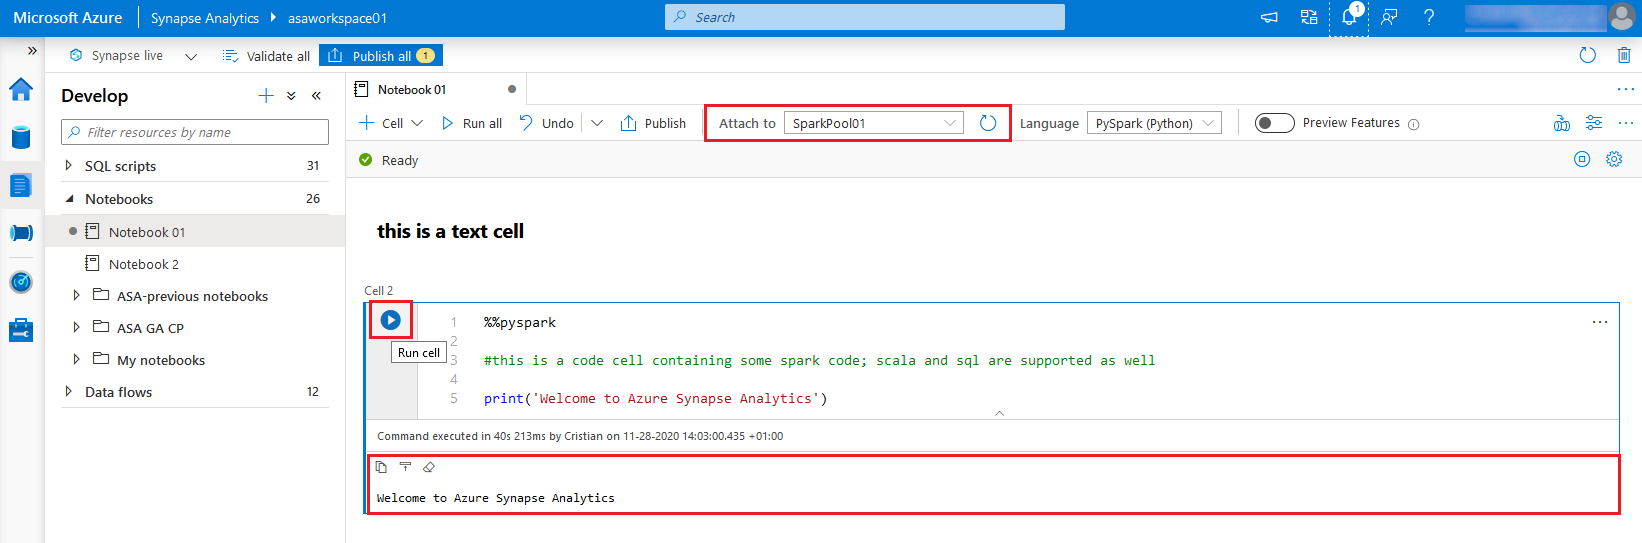 Microsoft Azure Synapse Analytics asaworkspace01 Search 1
Synapse live Validate all Publish all 1
Develop
Filter resources by name
SQL scripts 31
Notebooks 26
Notebook 01
Notebook 2
ASA-previous notebooks
ASA GA CP
My notebooks
Data flows 12
Notebook 01
Cell Run all Undo Publish Attach to SparkPool01 Language PySpark (Python) Preview Features
Ready
this is a text cell
Cell 2
Run cell
1 %%pyspark
2
3 #this is a code cell containing some spark code; scala and sql are supported as well
4
5 print('Welcome to Azure Synapse Analytics')
Command executed in 40s 213ms by Cristian on 11-28-2020 14:03:00.435 +01:00
Welcome to Azure Synapse Analytics